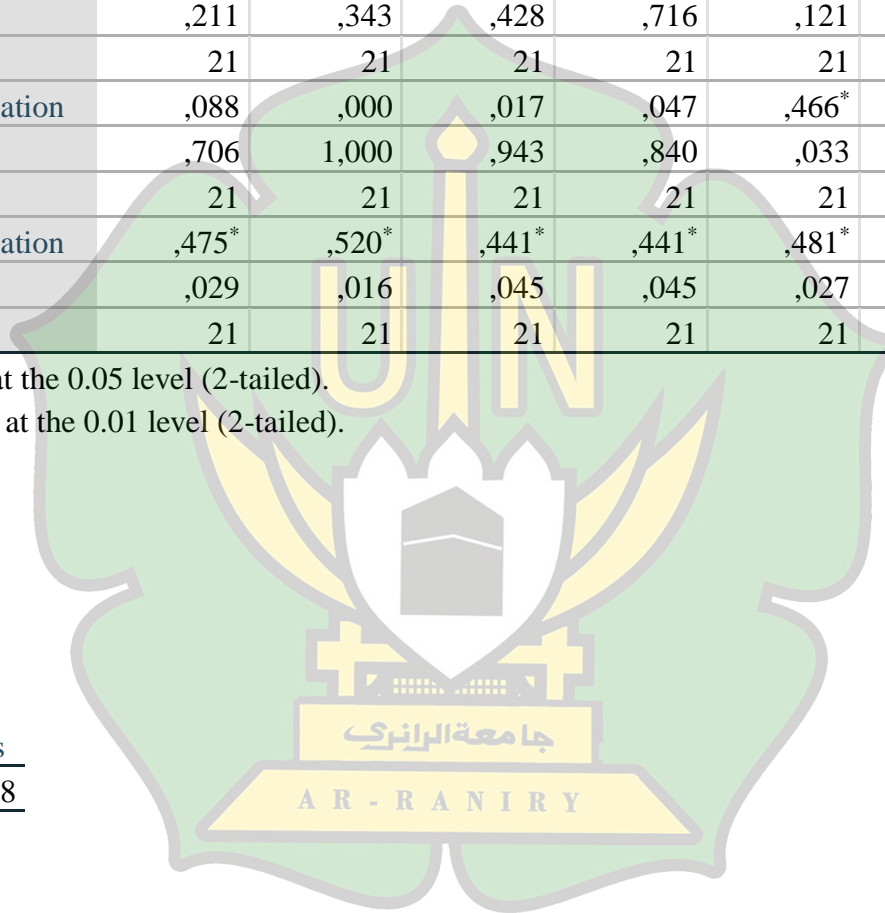 ,211 ,343 ,428 ,716 ,121
21 21 21 21 21
ation ,088 ,000 ,017 ,047 ,466*
,706 1,000 ,943 ,840 ,033
21 21 21 21 21
ation ,475* ,520* ,441* ,441* ,481*
,029 ,016 ,045 ,045 ,027
21 21 21 21 21
at the 0.05 level (2-tailed).
at the 0.01 level (2-tailed).
UIN
جامعة الرانري
s
8
AR-RANIRY